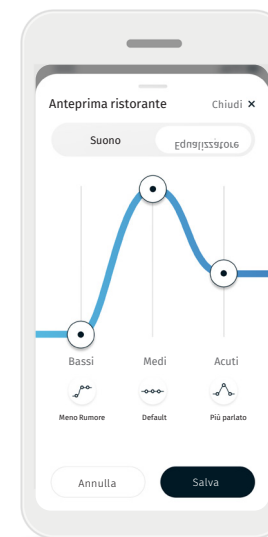 Anteprima ristorante Chiudi ×
Suono Equalizzatore
Bassi Medi Acuti
Meno Rumore Default Più parlato
Annulla Salva